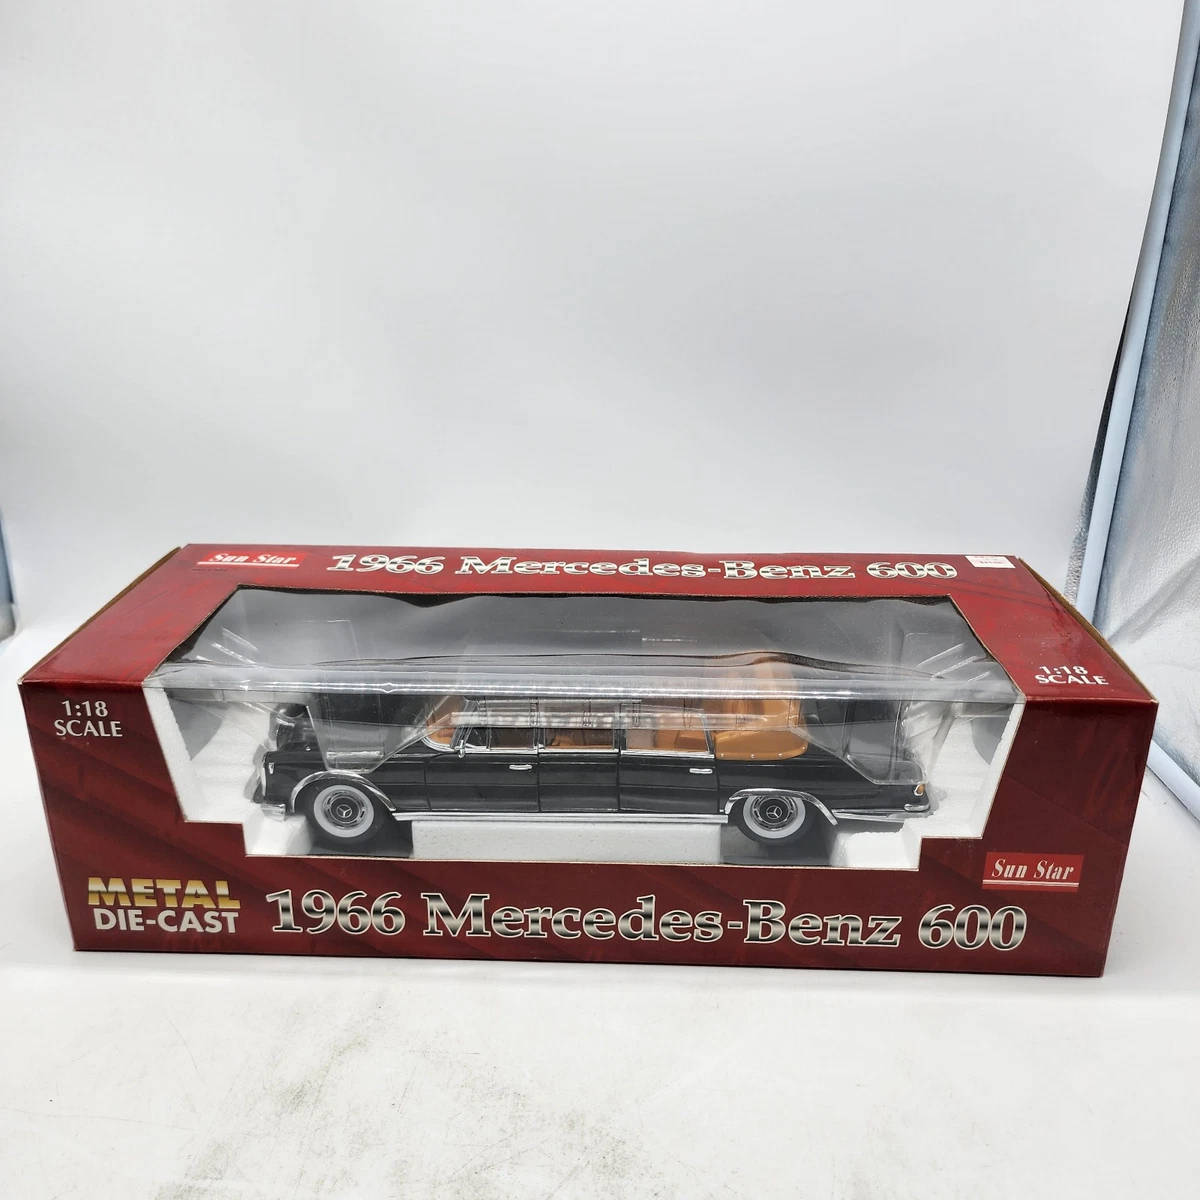 Sun Star
1966 Mercedes-Benz 600
1:18
SCALE
1:18
SCALE
Sun Star
METAL
DIE-CAST
1966 Mercedes-Benz 600